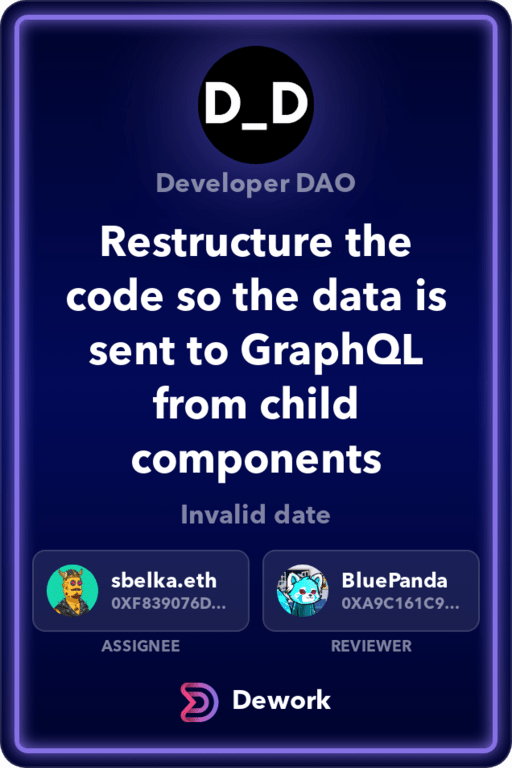 D_D
Developer DAO
Restructure the
code so the data is
sent to GraphQL
from child
components
Invalid date
sbelka.eth
0XF839076D...
BluePanda
0XA9C161C9...
ASSIGNEE
REVIEWER
Dework